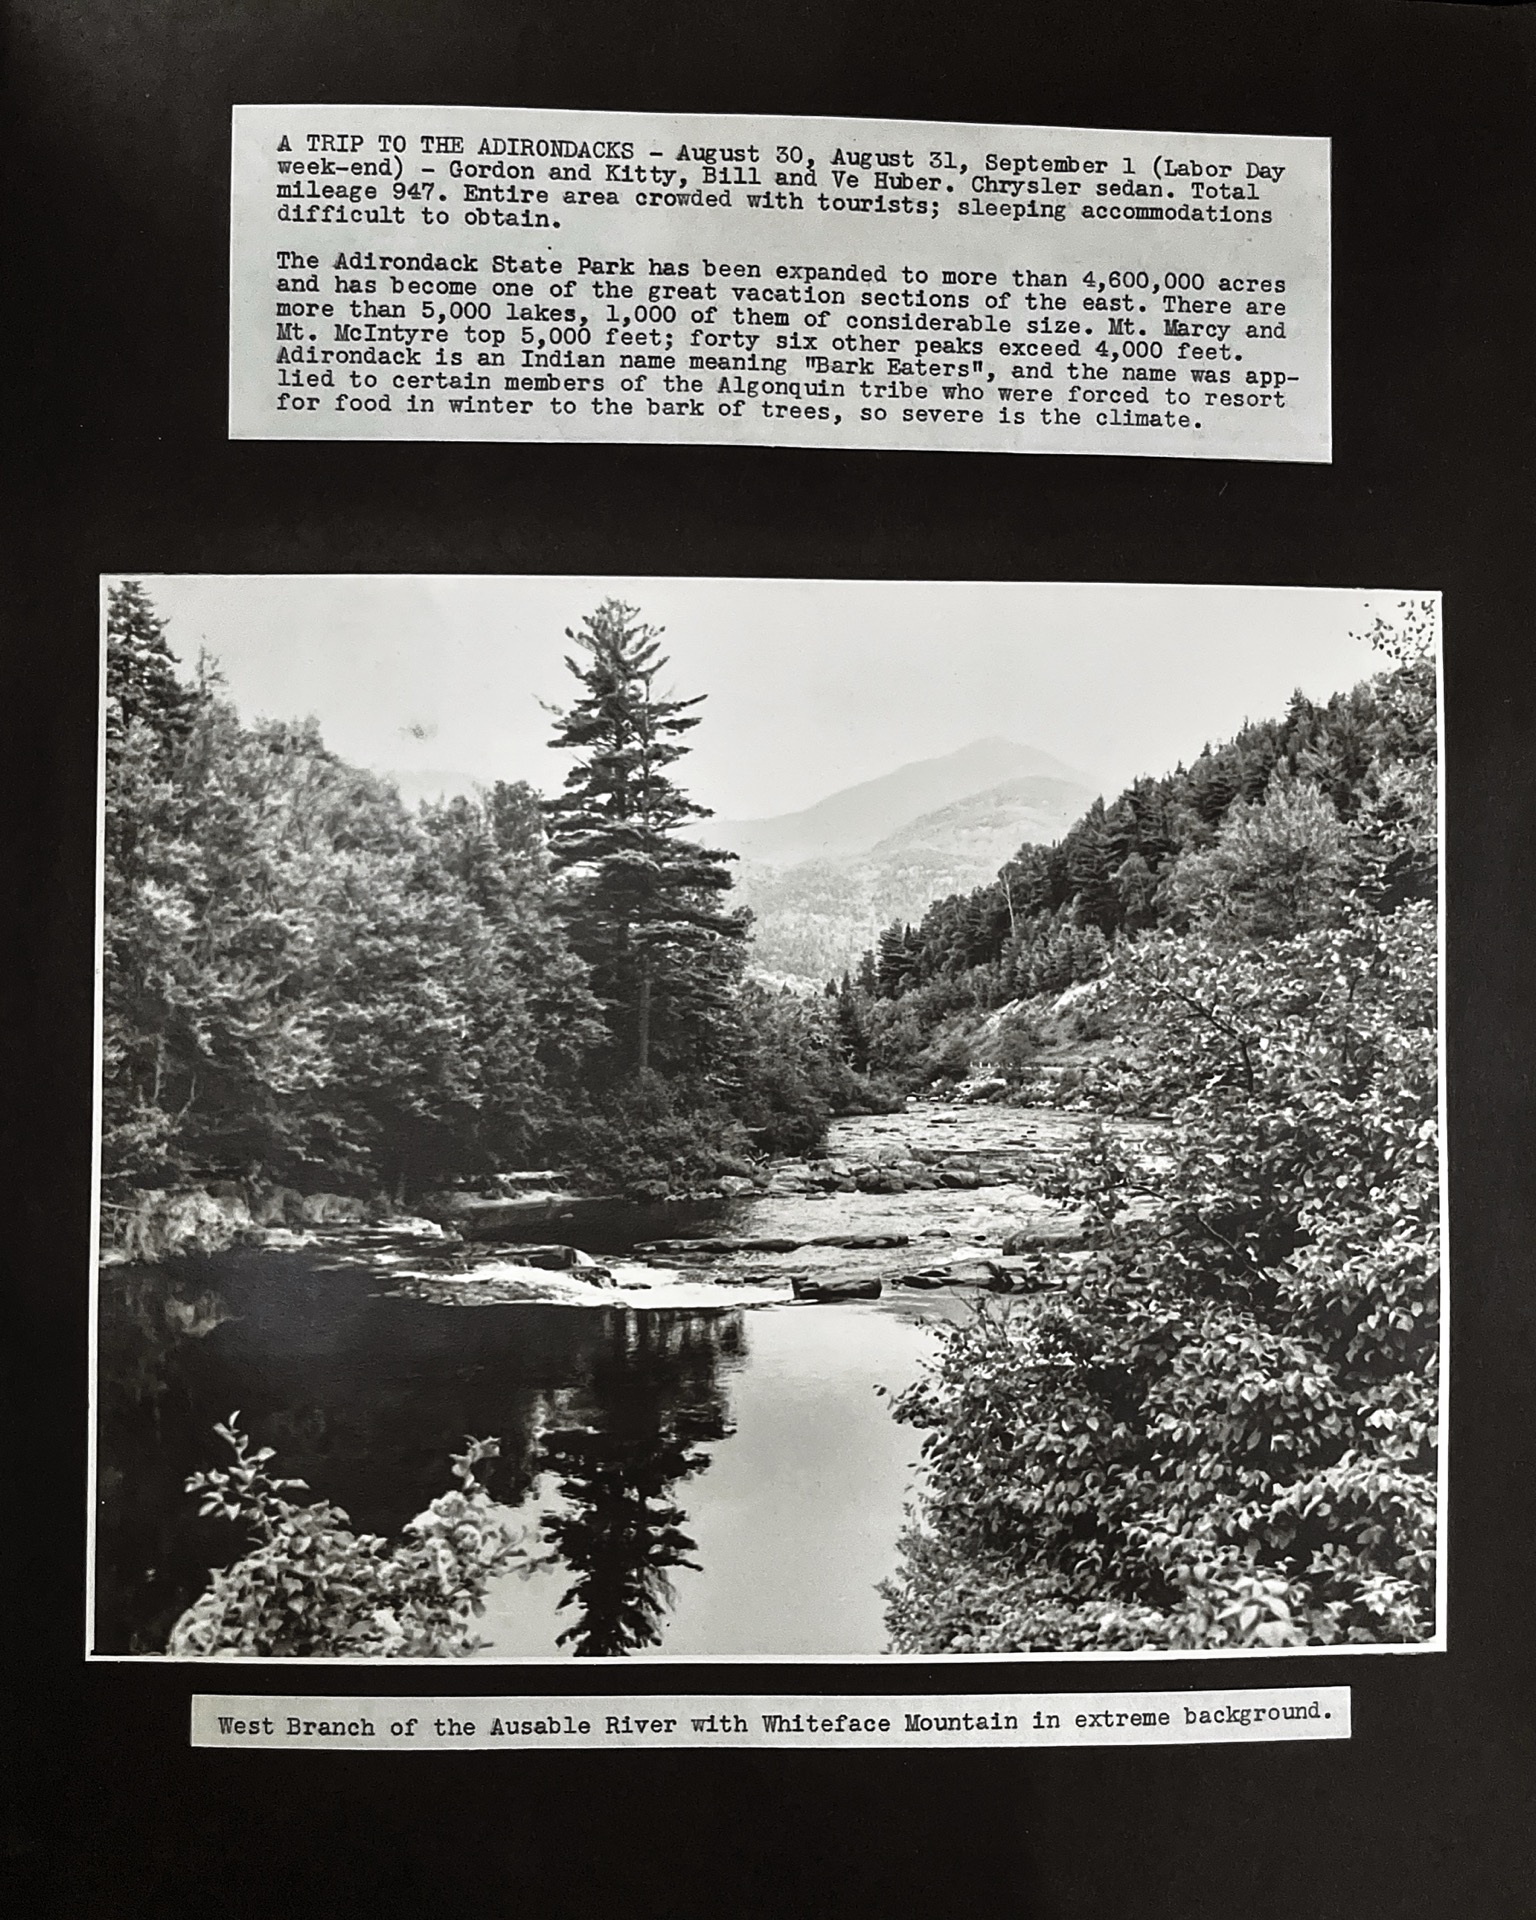 A TRIP TO THE ADIRONDACKS - August 30, August 31, September 1 (Labor Day
week-end) - Gordon and Kitty, Bill and Ve Huber. Chrysler sedan. Total
mileage 947. Entire area crowded with tourists; sleeping accommodations
difficult to obtain.
The Adirondack State Park has been expanded to more than 4,600,000 acres
and has become one of the great vacation sections of the east. There are
more than 5,000 lakes, 1,000 of them of considerable size. Mt. Marcy and
Mt. McIntyre top 5,000 feet; forty six other peaks exceed 4,000 feet.
Adirondack is an Indian name meaning "Bark Eaters", and the name was app-
lied to certain members of the Algonquin tribe who were forced to resort
for food in winter to the bark of trees, so severe is the climate.
West Branch of the Ausable River with Whiteface Mountain in extreme background.